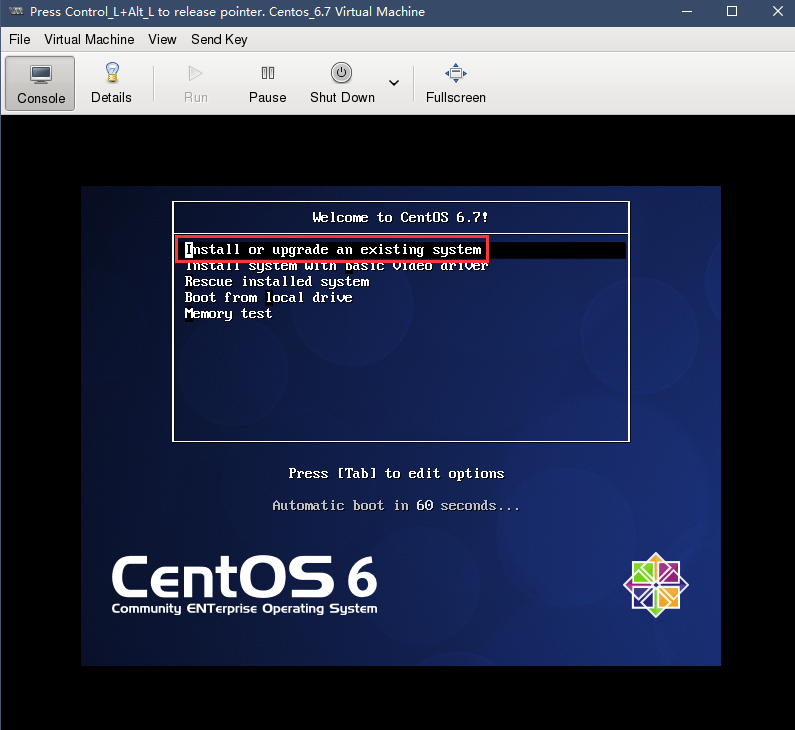 Press Control_L+Alt_L to release pointer. Centos_6.7 Virtual Machine
File Virtual Machine View Send Key
Console Details Run Pause Shut Down Fullscreen
Welcome to CentOS 6.7!
Install or upgrade an existing system
Install system with basic video driver
Rescue installed system
Boot from local drive
Memory test
Press [Tab] to edit options
Automatic boot in 60 seconds...
CentOS 6
Community ENTerprise Operating System